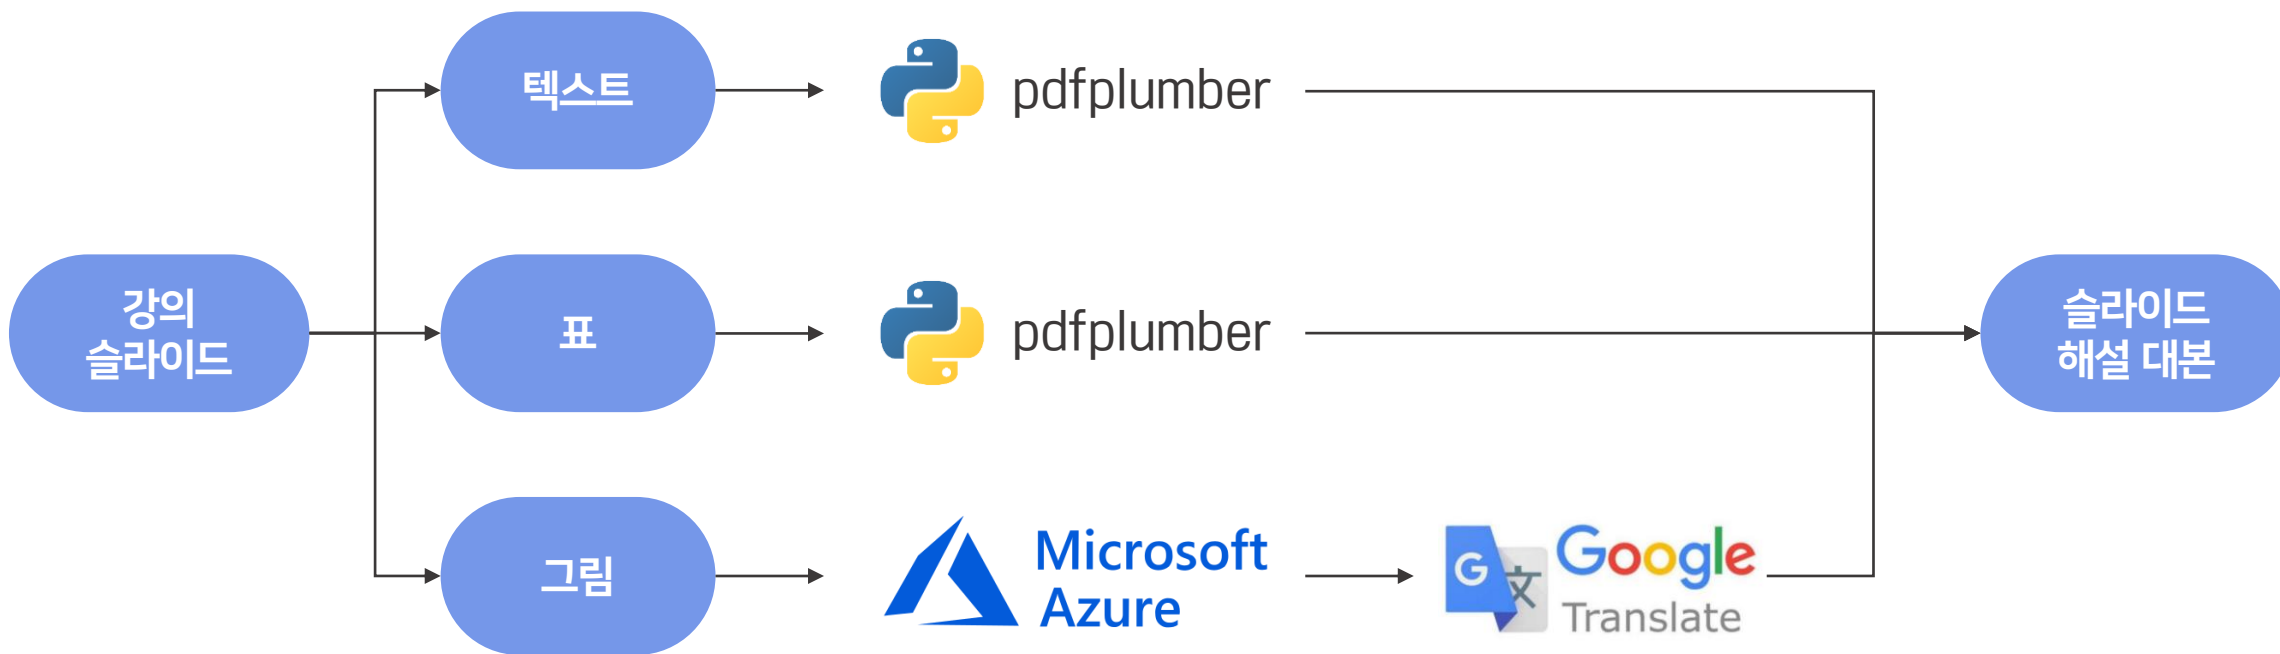 텍스트
pdfplumber
강의
슬라이드
표
pdfplumber
슬라이드
해설 대본
그림
Microsoft
Azure
G 文
Google
Translate